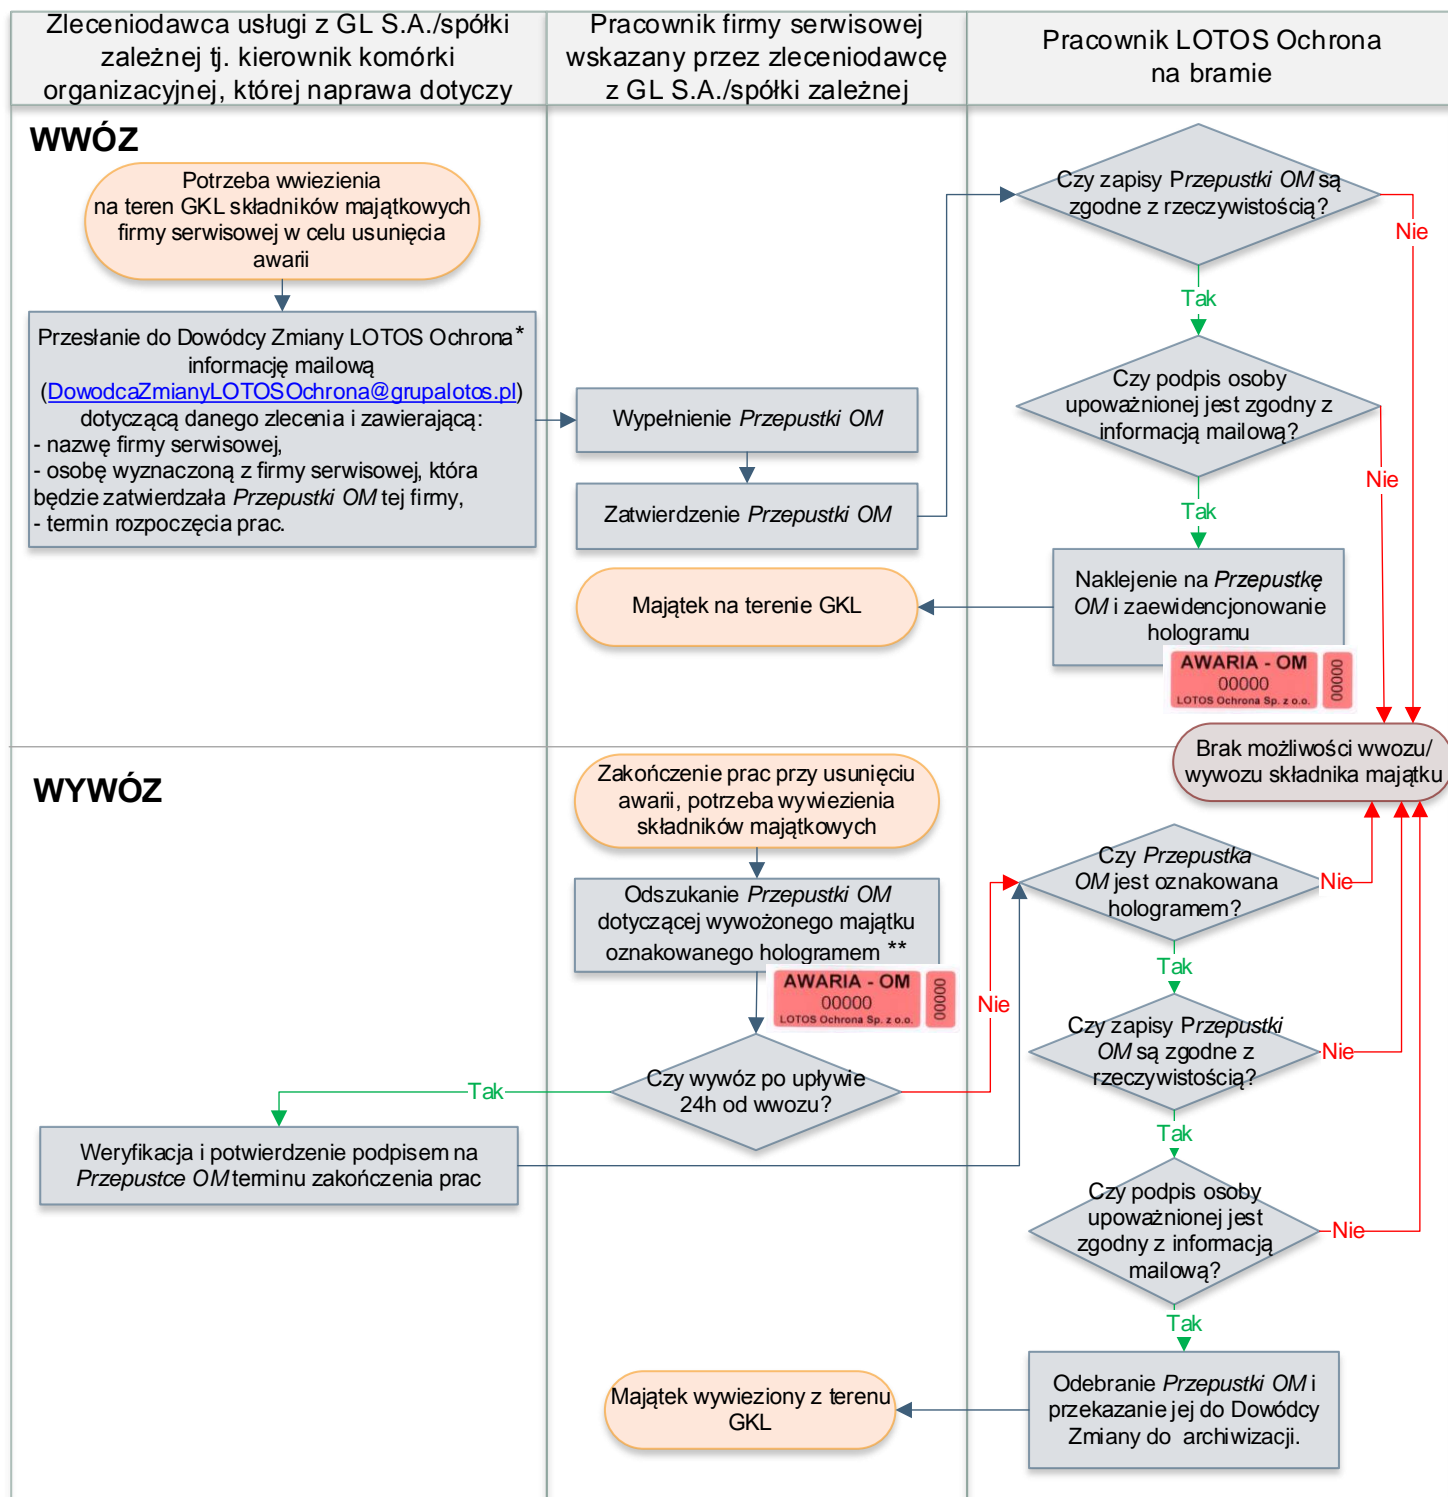 Zleceniodawca usługi z GL S.A./spółki
zależnej tj. kierownik komórki
organizacyjnej, której naprawa dotyczy
Pracownik firmy serwisowej
wskazany przez zleceniodawcę
z GL S.A./spółki zależnej
Pracownik LOTOS Ochrona
na bramie
WWÓZ
Potrzeba wwiezienia
na teren GKL składników majątkowych
firmy serwisowej w celu usunięcia
awarii
Przesłanie do Dowódcy Zmiany LOTOS Ochrona*
informację mailową
(DowodcaZmianyLOTOSOchrona@grupalotos.pl)
dotyczącą danego zlecenia i zawierającą:
- nazwę firmy serwisowej,
- osobę wyznaczoną z firmy serwisowej, która
będzie zatwierdzała Przepustki OM tej firmy,
- termin rozpoczęcia prac.
Wypełnienie Przepustki OM
Zatwierdzenie Przepustki OM
Czy zapisy Przepustki OM są
zgodne z rzeczywistością?
Nie
Tak
Czy podpis osoby
upoważnionej jest zgodny z
informacją mailową?
Nie
Tak
Naklejenie na Przepustkę
OM i zaewidencjonowanie
hologramu
AWARIA - OM
00000
LOTOS Ochrona Sp. z o.o.
00000
Majątek na terenie GKL
Brak możliwości wwozu/
wywozu składnika majątku
WYWÓZ
Zakończenie prac przy usunięciu
awarii, potrzeba wywiezienia
składników majątkowych
Odszukanie Przepustki OM
dotyczącej wywożonego majątku
oznakowanego hologramem **
AWARIA - OM
00000
LOTOS Ochrona Sp. z o.o.
00000
Czy wywóz po upływie
24h od wwozu?
Tak
Nie
Weryfikacja i potwierdzenie podpisem na
Przepustce OM terminu zakończenia prac
Czy Przepustka
OM jest oznakowana
hologramem?
Nie
Tak
Czy zapisy Przepustki
OM są zgodne z
rzeczywistością?
Nie
Tak
Czy podpis osoby
upoważnionej jest
zgodny z informacją
mailową?
Nie
Tak
Odebranie Przepustki OM i
przekazanie jej do Dowódcy
Zmiany do archiwizacji.
Majątek wywieziony z terenu
GKL